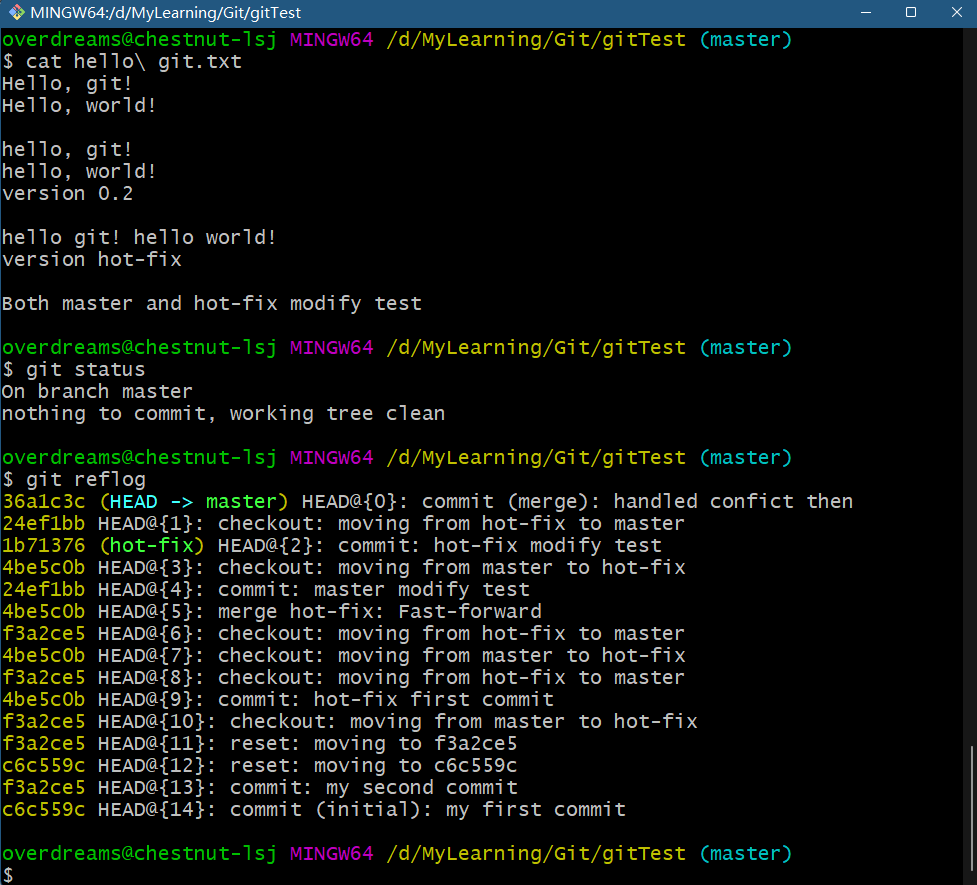 MINGW64:/d/MyLearning/Git/gitTest
overdreams@chestnut-lsj MINGW64 /d/MyLearning/Git/gitTest (master)
$ cat hello\ git.txt
Hello, git!
Hello, world!
hello, git!
hello, world!
version 0.2
hello git! hello world!
version hot-fix
Both master and hot-fix modify test
overdreams@chestnut-lsj MINGW64 /d/MyLearning/Git/gitTest (master)
$ git status
On branch master
nothing to commit, working tree clean
overdreams@chestnut-lsj MINGW64 /d/MyLearning/Git/gitTest (master)
$ git reflog
36a1c3c (HEAD -> master) HEAD@{0}: commit (merge): handled confict then
24ef1bb HEAD@{1}: checkout: moving from hot-fix to master
1b71376 (hot-fix) HEAD@{2}: commit: hot-fix modify test
4be5c0b HEAD@{3}: checkout: moving from master to hot-fix
24ef1bb HEAD@{4}: commit: master modify test
4be5c0b HEAD@{5}: merge hot-fix: Fast-forward
f3a2ce5 HEAD@{6}: checkout: moving from hot-fix to master
4be5c0b HEAD@{7}: checkout: moving from master to hot-fix
f3a2ce5 HEAD@{8}: checkout: moving from hot-fix to master
4be5c0b HEAD@{9}: commit: hot-fix first commit
f3a2ce5 HEAD@{10}: checkout: moving from master to hot-fix
f3a2ce5 HEAD@{11}: reset: moving to f3a2ce5
c6c559c HEAD@{12}: reset: moving to c6c559c
f3a2ce5 HEAD@{13}: commit: my second commit
c6c559c HEAD@{14}: commit (initial): my first commit
overdreams@chestnut-lsj MINGW64 /d/MyLearning/Git/gitTest (master)
$